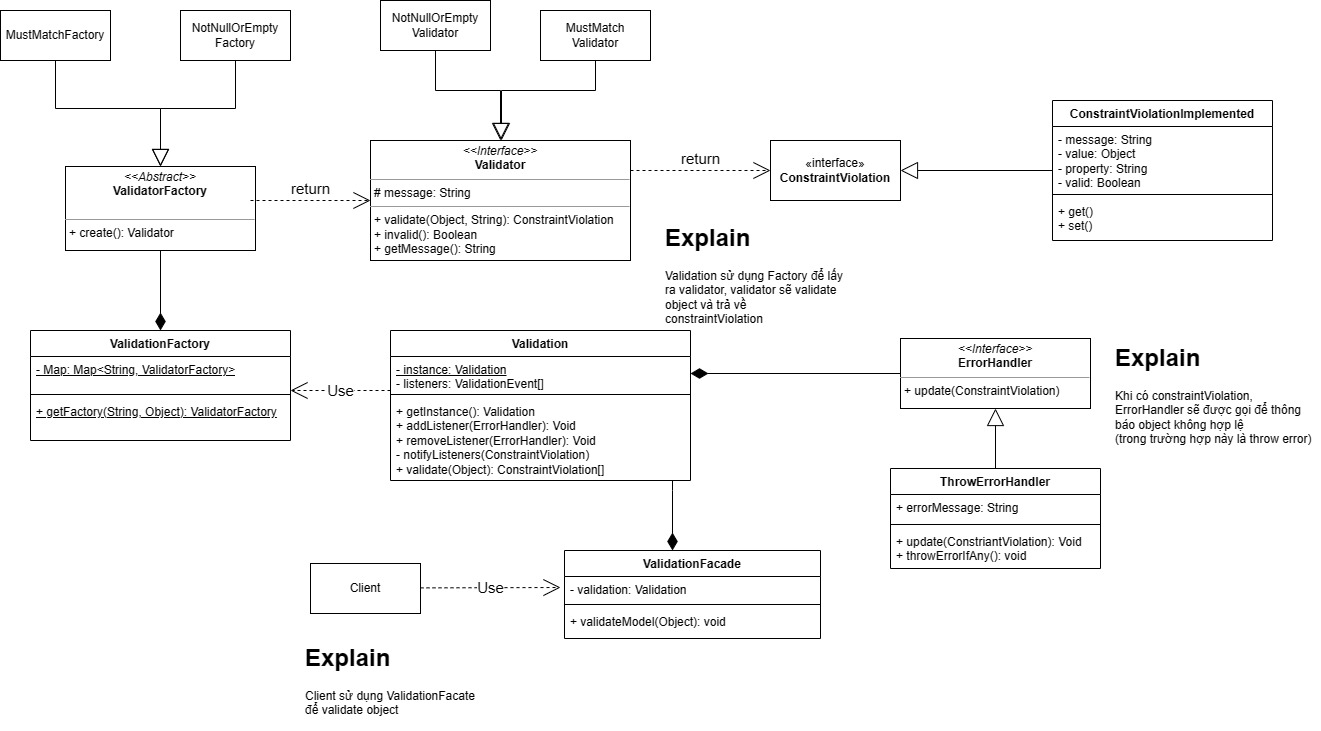 MustMatchFactory
NotNullOrEmpty
Factory
NotNullOrEmpty
Validator
MustMatch
Validator
<<Abstract>>
ValidatorFactory
+ create(): Validator
return
<<Interface>>
Validator
# message: String
+ validate(Object, String): ConstraintViolation
+ invalid(): Boolean
+ getMessage(): String
return
«interface»
ConstraintViolation
ConstraintViolationImplemented
- message: String
- value: Object
- property: String
- valid: Boolean
+ get()
+ set()
Explain
Validation sử dụng Factory để lấy
ra validator, validator sẽ validate
object và trả về
constraintViolation
ValidationFactory
- Map: Map<String, ValidatorFactory>
+ getFactory(String, Object): ValidatorFactory
Use
Validation
- instance: Validation
- listeners: ValidationEvent[]
+ getInstance(): Validation
+ addListener(ErrorHandler): Void
+ removeListener(ErrorHandler): Void
- notifyListeners(ConstraintViolation)
+ validate(Object): ConstraintViolation[]
<<Interface>>
ErrorHandler
+ update(ConstraintViolation)
Explain
Khi có constraintViolation,
ErrorHandler sẽ được gọi để thông
báo object không hợp lệ
(trong trường hợp này là throw error)
ThrowErrorHandler
+ errorMessage: String
+ update(ConstriantViolation): Void
+ throwErrorIfAny(): void
Client
Use
ValidationFacade
- validation: Validation
+ validateModel(Object): void
Explain
Client sử dụng ValidationFacate
để validate object